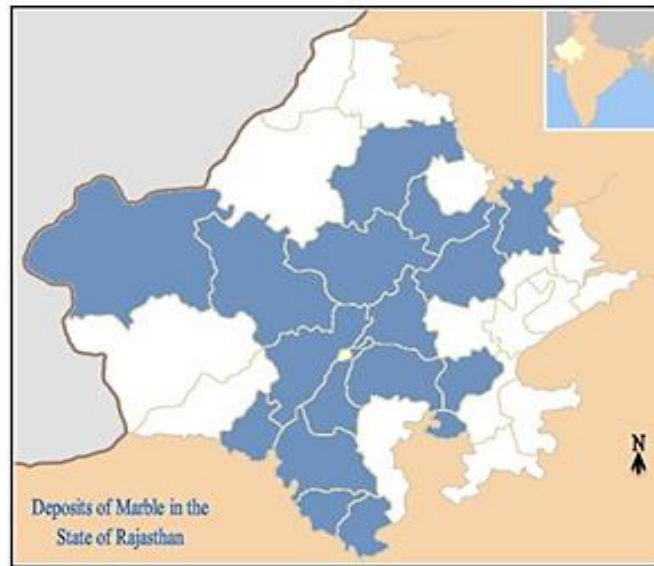 N
Deposits of Marble in the
State of Rajasthan